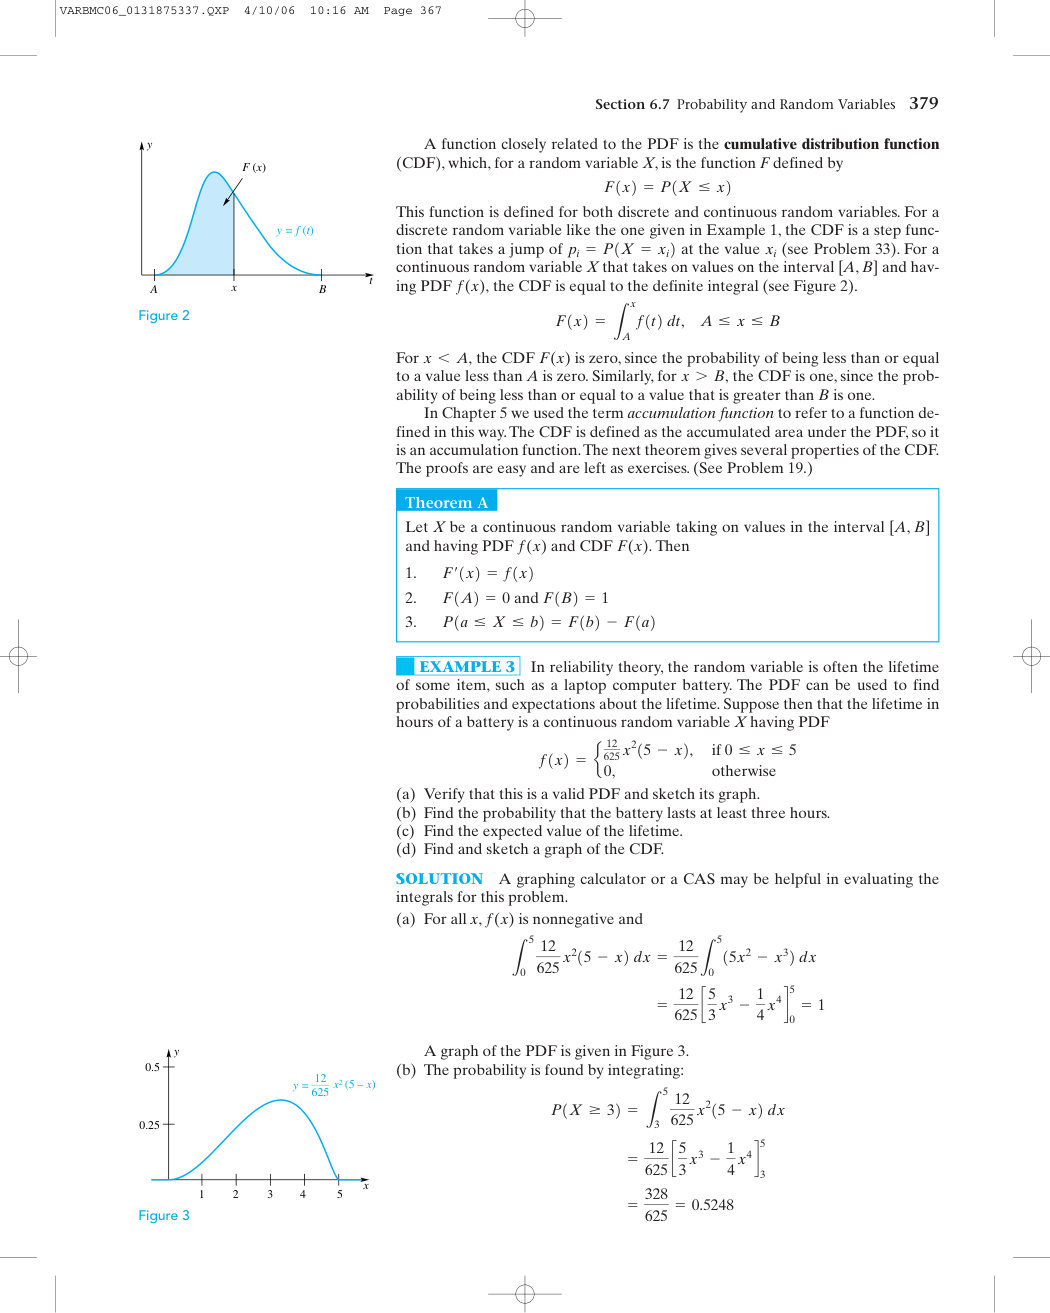 VARBMC06_0131875337.QXP 4/10/06 10:16 AM Page 367
Section 6.7 Probability and Random Variables 379
A function closely related to the PDF is the cumulative distribution function
(CDF), which, for a random variable X, is the function F defined by
F(x) = P(X ≤ x)
This function is defined for both discrete and continuous random variables. For a
discrete random variable like the one given in Example 1, the CDF is a step func-
tion that takes a jump of pᵢ = P(X = xᵢ) at the value xᵢ (see Problem 33). For a
continuous random variable X that takes on values on the interval [A, B] and hav-
ing PDF f(x), the CDF is equal to the definite integral (see Figure 2).
F(x) = ∫_A^x f(t) dt, A ≤ x ≤ B
For x < A, the CDF F(x) is zero, since the probability of being less than or equal
to a value less than A is zero. Similarly, for x > B, the CDF is one, since the prob-
ability of being less than or equal to a value that is greater than B is one.
In Chapter 5 we used the term accumulation function to refer to a function de-
fined in this way. The CDF is defined as the accumulated area under the PDF, so it
is an accumulation function. The next theorem gives several properties of the CDF.
The proofs are easy and are left as exercises. (See Problem 19.)
y
F (x)
y = f (t)
A x B t
Figure 2
Theorem A
Let X be a continuous random variable taking on values in the interval [A, B]
and having PDF f(x) and CDF F(x). Then
1. F′(x) = f(x)
2. F(A) = 0 and F(B) = 1
3. P(a ≤ X ≤ b) = F(b) − F(a)
EXAMPLE 3 In reliability theory, the random variable is often the lifetime
of some item, such as a laptop computer battery. The PDF can be used to find
probabilities and expectations about the lifetime. Suppose then that the lifetime in
hours of a battery is a continuous random variable X having PDF
f(x) = { 12/625 x²(5 − x), if 0 ≤ x ≤ 5
0, otherwise
(a) Verify that this is a valid PDF and sketch its graph.
(b) Find the probability that the battery lasts at least three hours.
(c) Find the expected value of the lifetime.
(d) Find and sketch a graph of the CDF.
SOLUTION A graphing calculator or a CAS may be helpful in evaluating the
integrals for this problem.
(a) For all x, f(x) is nonnegative and
∫_0^5 12/625 x²(5 − x) dx = 12/625 ∫_0^5 (5x² − x³) dx
= 12/625 [5/3 x³ − 1/4 x⁴]_0^5 = 1
A graph of the PDF is given in Figure 3.
(b) The probability is found by integrating:
P(X ≥ 3) = ∫_3^5 12/625 x²(5 − x) dx
= 12/625 [5/3 x³ − 1/4 x⁴]_3^5
= 328/625 = 0.5248
y
0.5
y = 12/625 x² (5 – x)
0.25
1 2 3 4 5 x
Figure 3